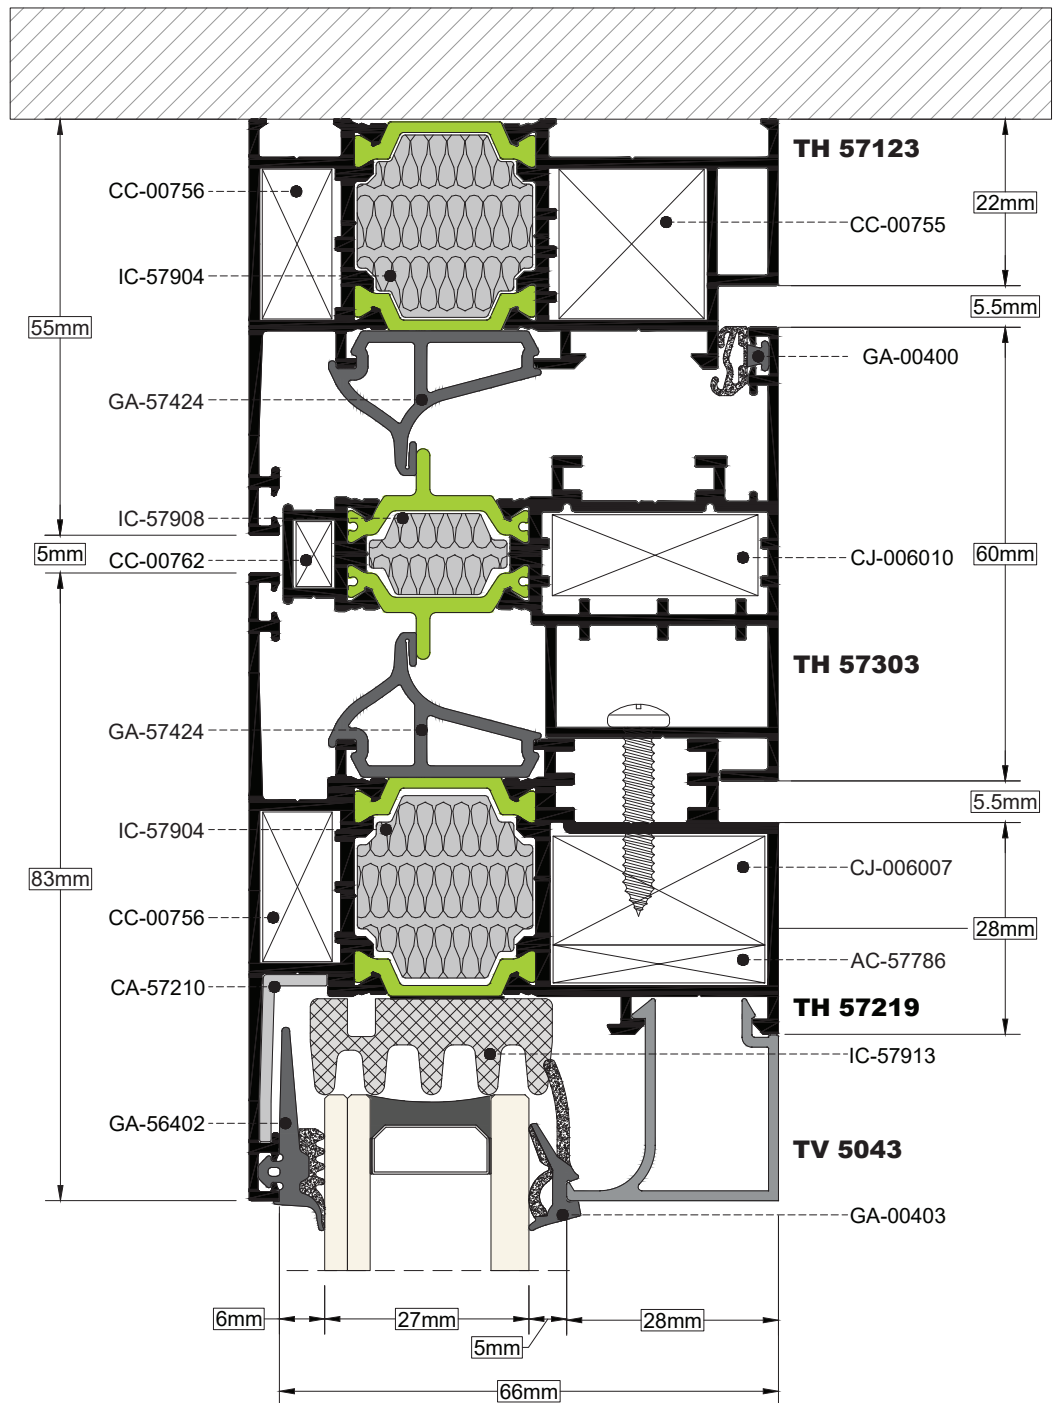 TH 57123
CC-00756
22mm
CC-00755
IC-57904
5.5mm
55mm
GA-00400
GA-57424
IC-57908
5mm
CC-00762
CJ-006010
60mm
TH 57303
GA-57424
5.5mm
IC-57904
CJ-006007
83mm
CC-00756
28mm
AC-57786
CA-57210
TH 57219
IC-57913
GA-56402
TV 5043
GA-00403
6mm
27mm
28mm
5mm
66mm